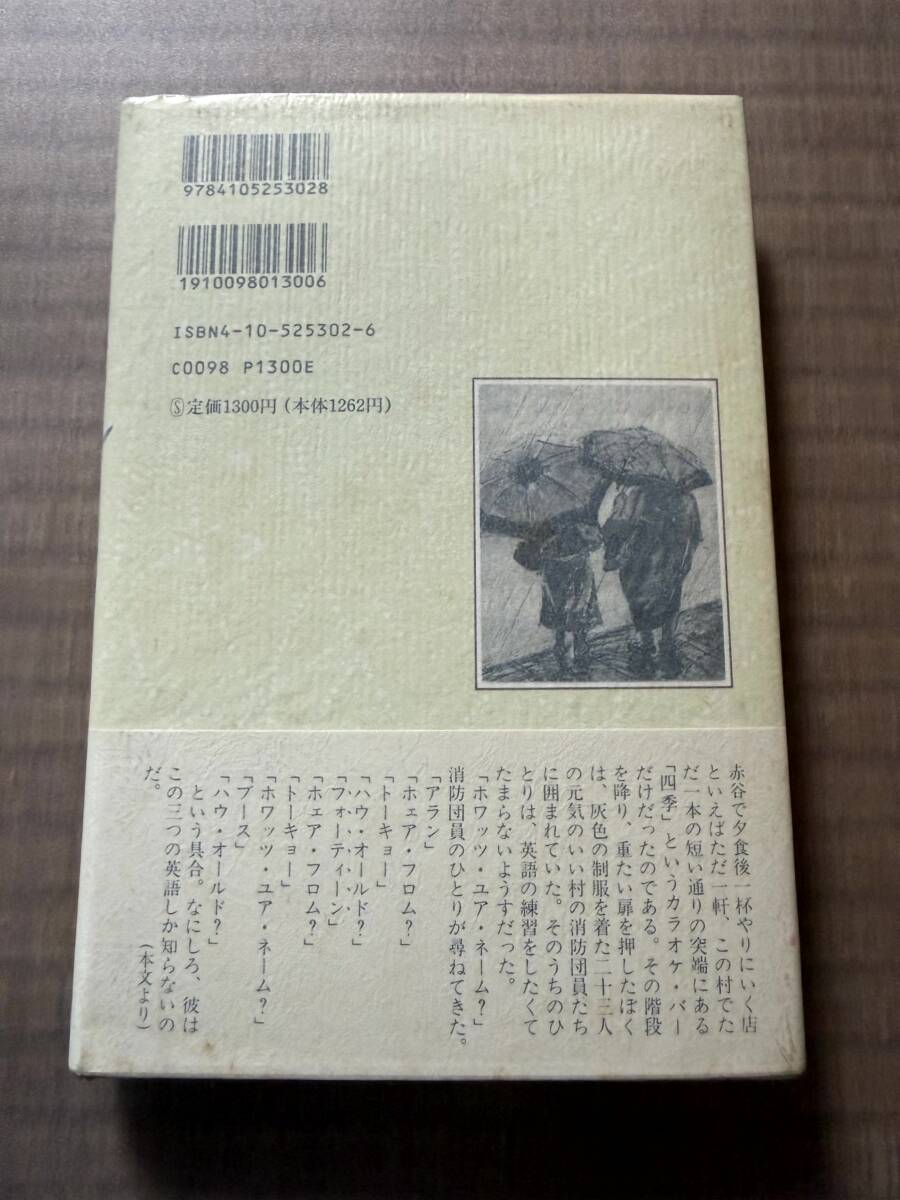 9784105253028
1910098013006
ISBN4-10-525302-6
C0098 P1300E
Ⓢ定価1300円（本体1262円）
赤谷で夕食後一杯やりにいく店
といえばただ一軒、この村でた
だ一本の短い通りの突端にある
「四季」というカラオケ・バー
だけだったのである。その階段
を降り、重たい扉を押したぼく
は、灰色の制服を着た二十三人
の元気のいい村の消防団員たち
に囲まれていた。そのうちのひ
とりは、英語の練習をしたくて
たまらないようすだった。
「ホワッツ・ユア・ネーム？」
消防団員のひとりが尋ねてきた。
「アラン」
「ホェア・フロム？」
「トーキョー」
「ハウ・オールド？」
「フォーティーン」
「ホェア・フロム？」
「トーキョー」
「ホワッツ・ユア・ネーム？」
「ブース」
「ハウ・オールド？」
という具合。なにしろ、彼は
この三つの英語しか知らないの
だ。
（本文より）